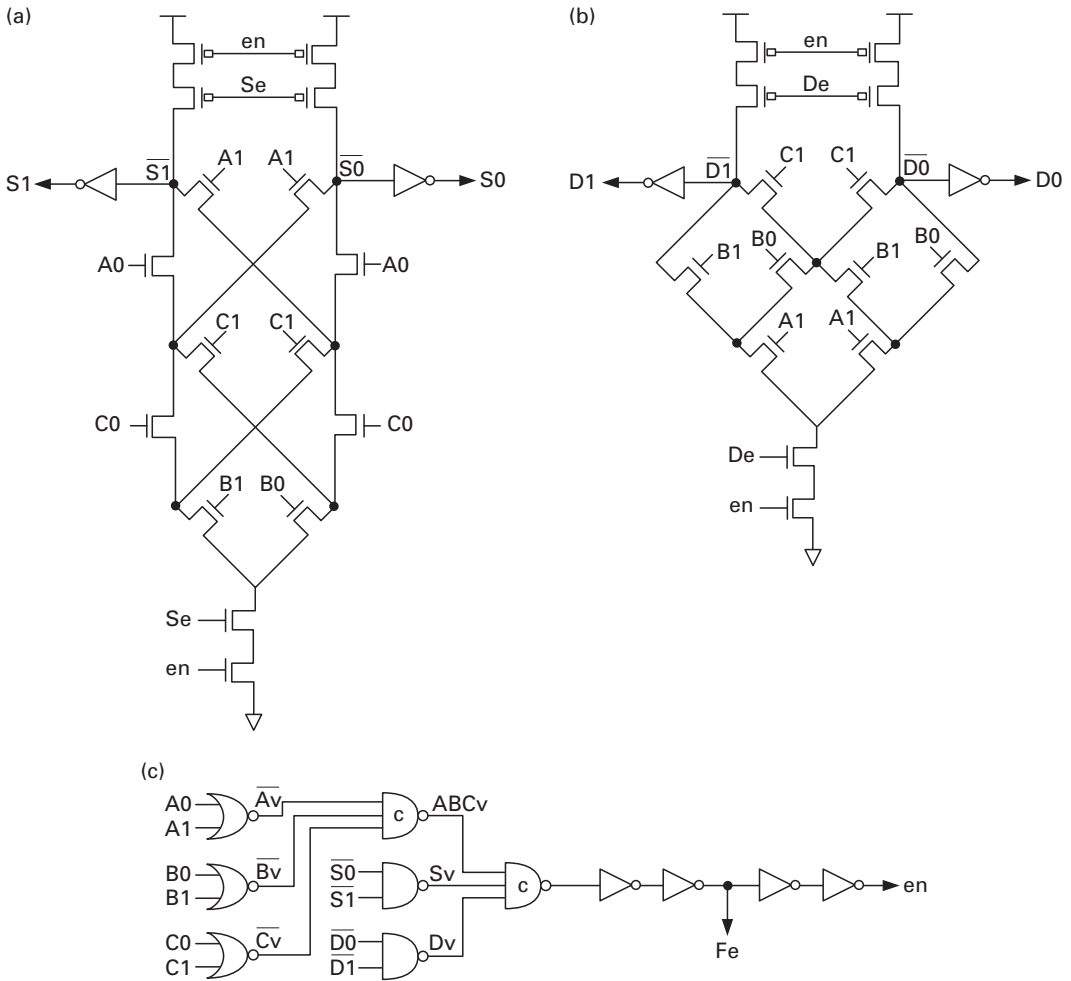 (a)
en
Se
S1
S̅1̅
A1
A1
S̅0̅
S0
A0
A0
C1
C1
C0
C0
B1
B0
Se
en
(b)
en
De
D1
D̅1̅
C1
C1
D̅0̅
D0
B1
B0
B1
B0
A1
A1
De
en
(c)
A0
A1
A̅v̅
B0
B1
B̅v̅
C0
C1
C̅v̅
c
ABCv
S̅0̅
S̅1̅
Sv
D̅0̅
D̅1̅
Dv
c
Fe
en